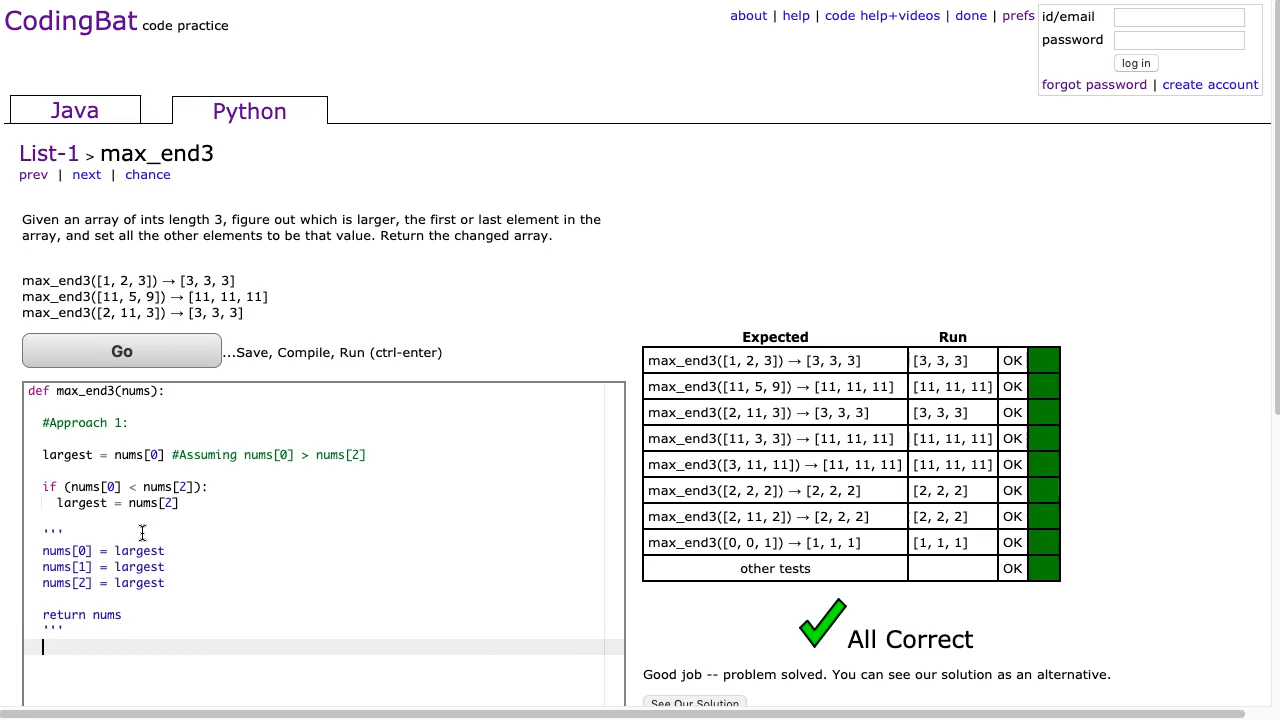 CodingBat code practice
about | help | code help+videos | done | prefs
id/email
password
log in
forgot password | create account
Java
Python
List-1 > max_end3
prev | next | chance
Given an array of ints length 3, figure out which is larger, the first or last element in the
array, and set all the other elements to be that value. Return the changed array.
max_end3([1, 2, 3]) → [3, 3, 3]
max_end3([11, 5, 9]) → [11, 11, 11]
max_end3([2, 11, 3]) → [3, 3, 3]
Go ...Save, Compile, Run (ctrl-enter)
def max_end3(nums):
#Approach 1:
largest = nums[0] #Assuming nums[0] > nums[2]
if (nums[0] < nums[2]):
largest = nums[2]
'''
nums[0] = largest
nums[1] = largest
nums[2] = largest
return nums
'''
Expected Run
max_end3([1, 2, 3]) → [3, 3, 3] [3, 3, 3] OK
max_end3([11, 5, 9]) → [11, 11, 11] [11, 11, 11] OK
max_end3([2, 11, 3]) → [3, 3, 3] [3, 3, 3] OK
max_end3([11, 3, 3]) → [11, 11, 11] [11, 11, 11] OK
max_end3([3, 11, 11]) → [11, 11, 11] [11, 11, 11] OK
max_end3([2, 2, 2]) → [2, 2, 2] [2, 2, 2] OK
max_end3([2, 11, 2]) → [2, 2, 2] [2, 2, 2] OK
max_end3([0, 0, 1]) → [1, 1, 1] [1, 1, 1] OK
other tests OK
All Correct
Good job -- problem solved. You can see our solution as an alternative.
See Our Solution